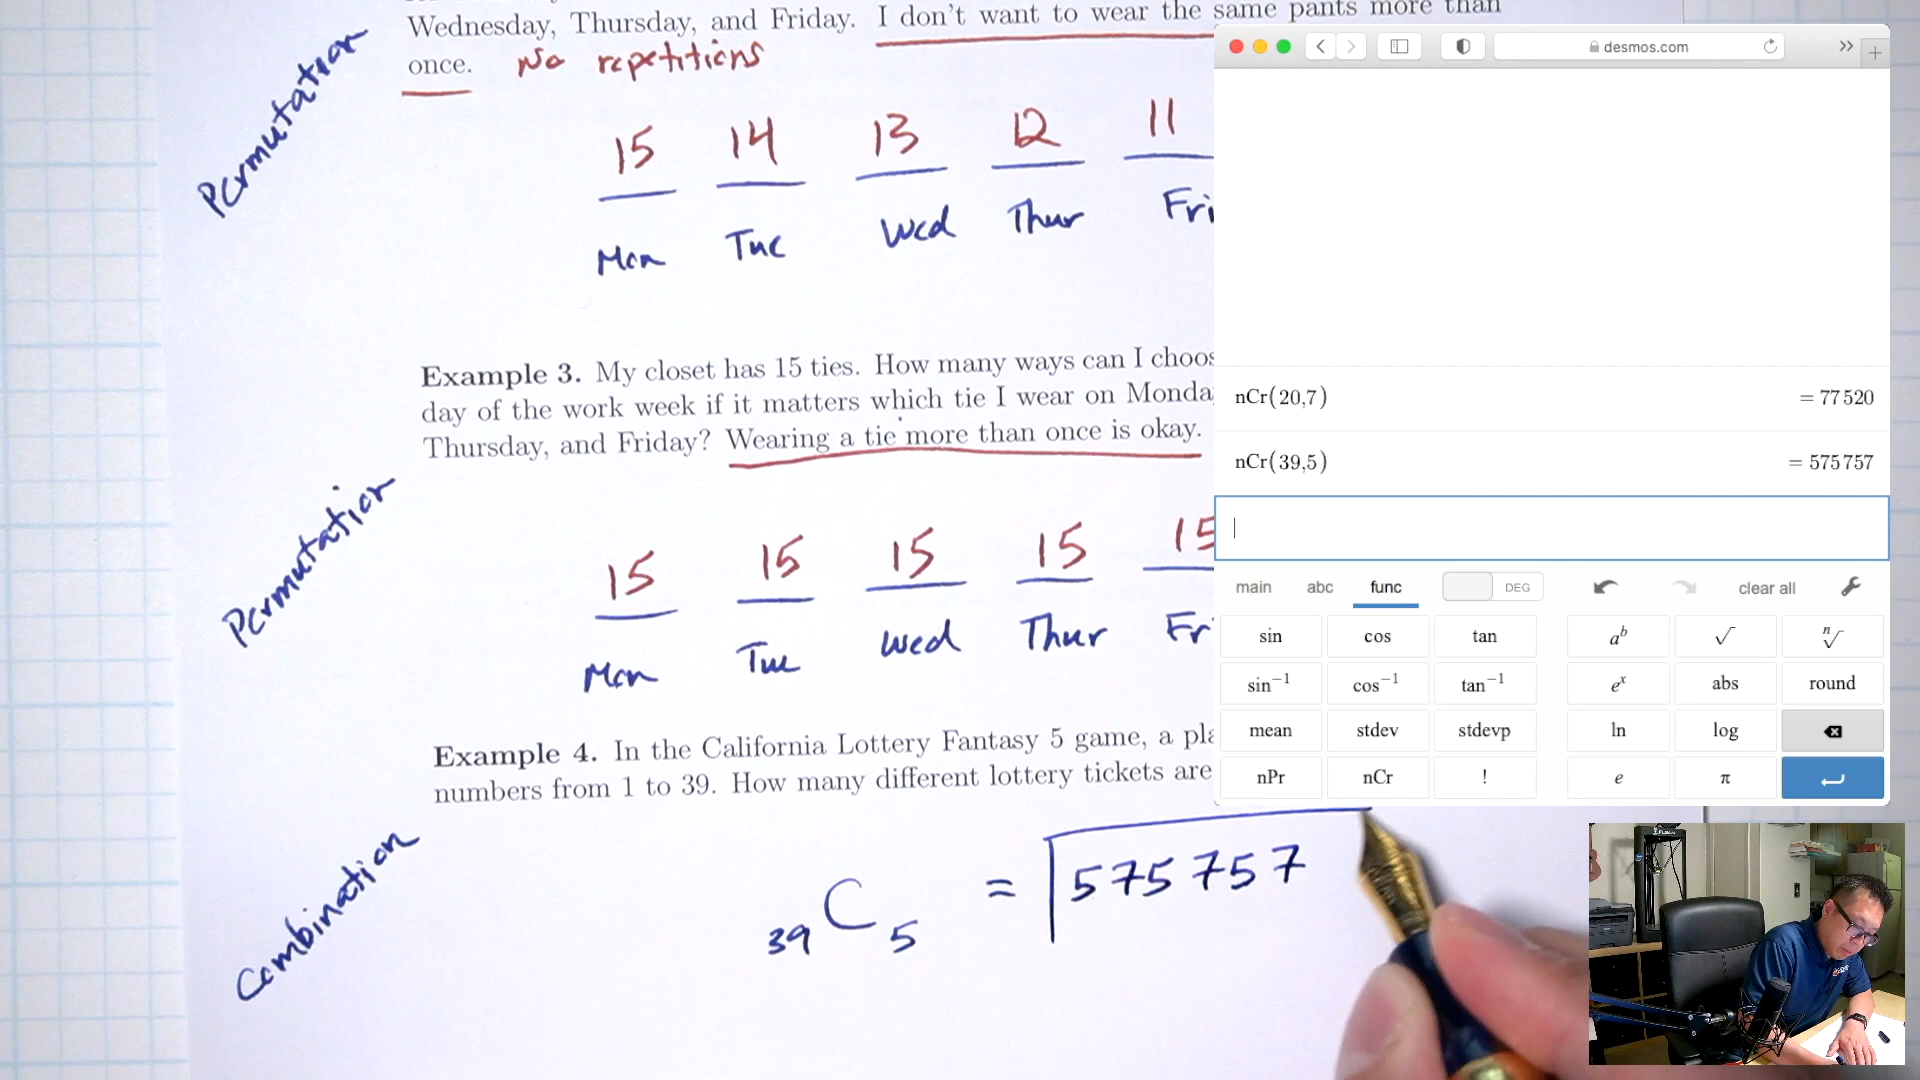 Wednesday, Thursday, and Friday. I don't want to wear the same pants more than
once. No repetitions
Permutation
15 14 13 12 11
Mon Tue Wed Thur Fri
Example 3. My closet has 15 ties. How many ways can I choos
day of the work week if it matters which tie I wear on Monda
Thursday, and Friday? Wearing a tie more than once is okay.
Permutation
15 15 15 15 15
Mon Tue Wed Thur Fr
Example 4. In the California Lottery Fantasy 5 game, a pla
numbers from 1 to 39. How many different lottery tickets are
Combination
39 C 5 = 575757
desmos.com
nCr(20,7) = 77520
nCr(39,5) = 575757
main abc func DEG clear all
sin cos tan a^b √ ⁿ√
sin⁻¹ cos⁻¹ tan⁻¹ eˣ abs round
mean stdev stdevp ln log
nPr nCr ! e π